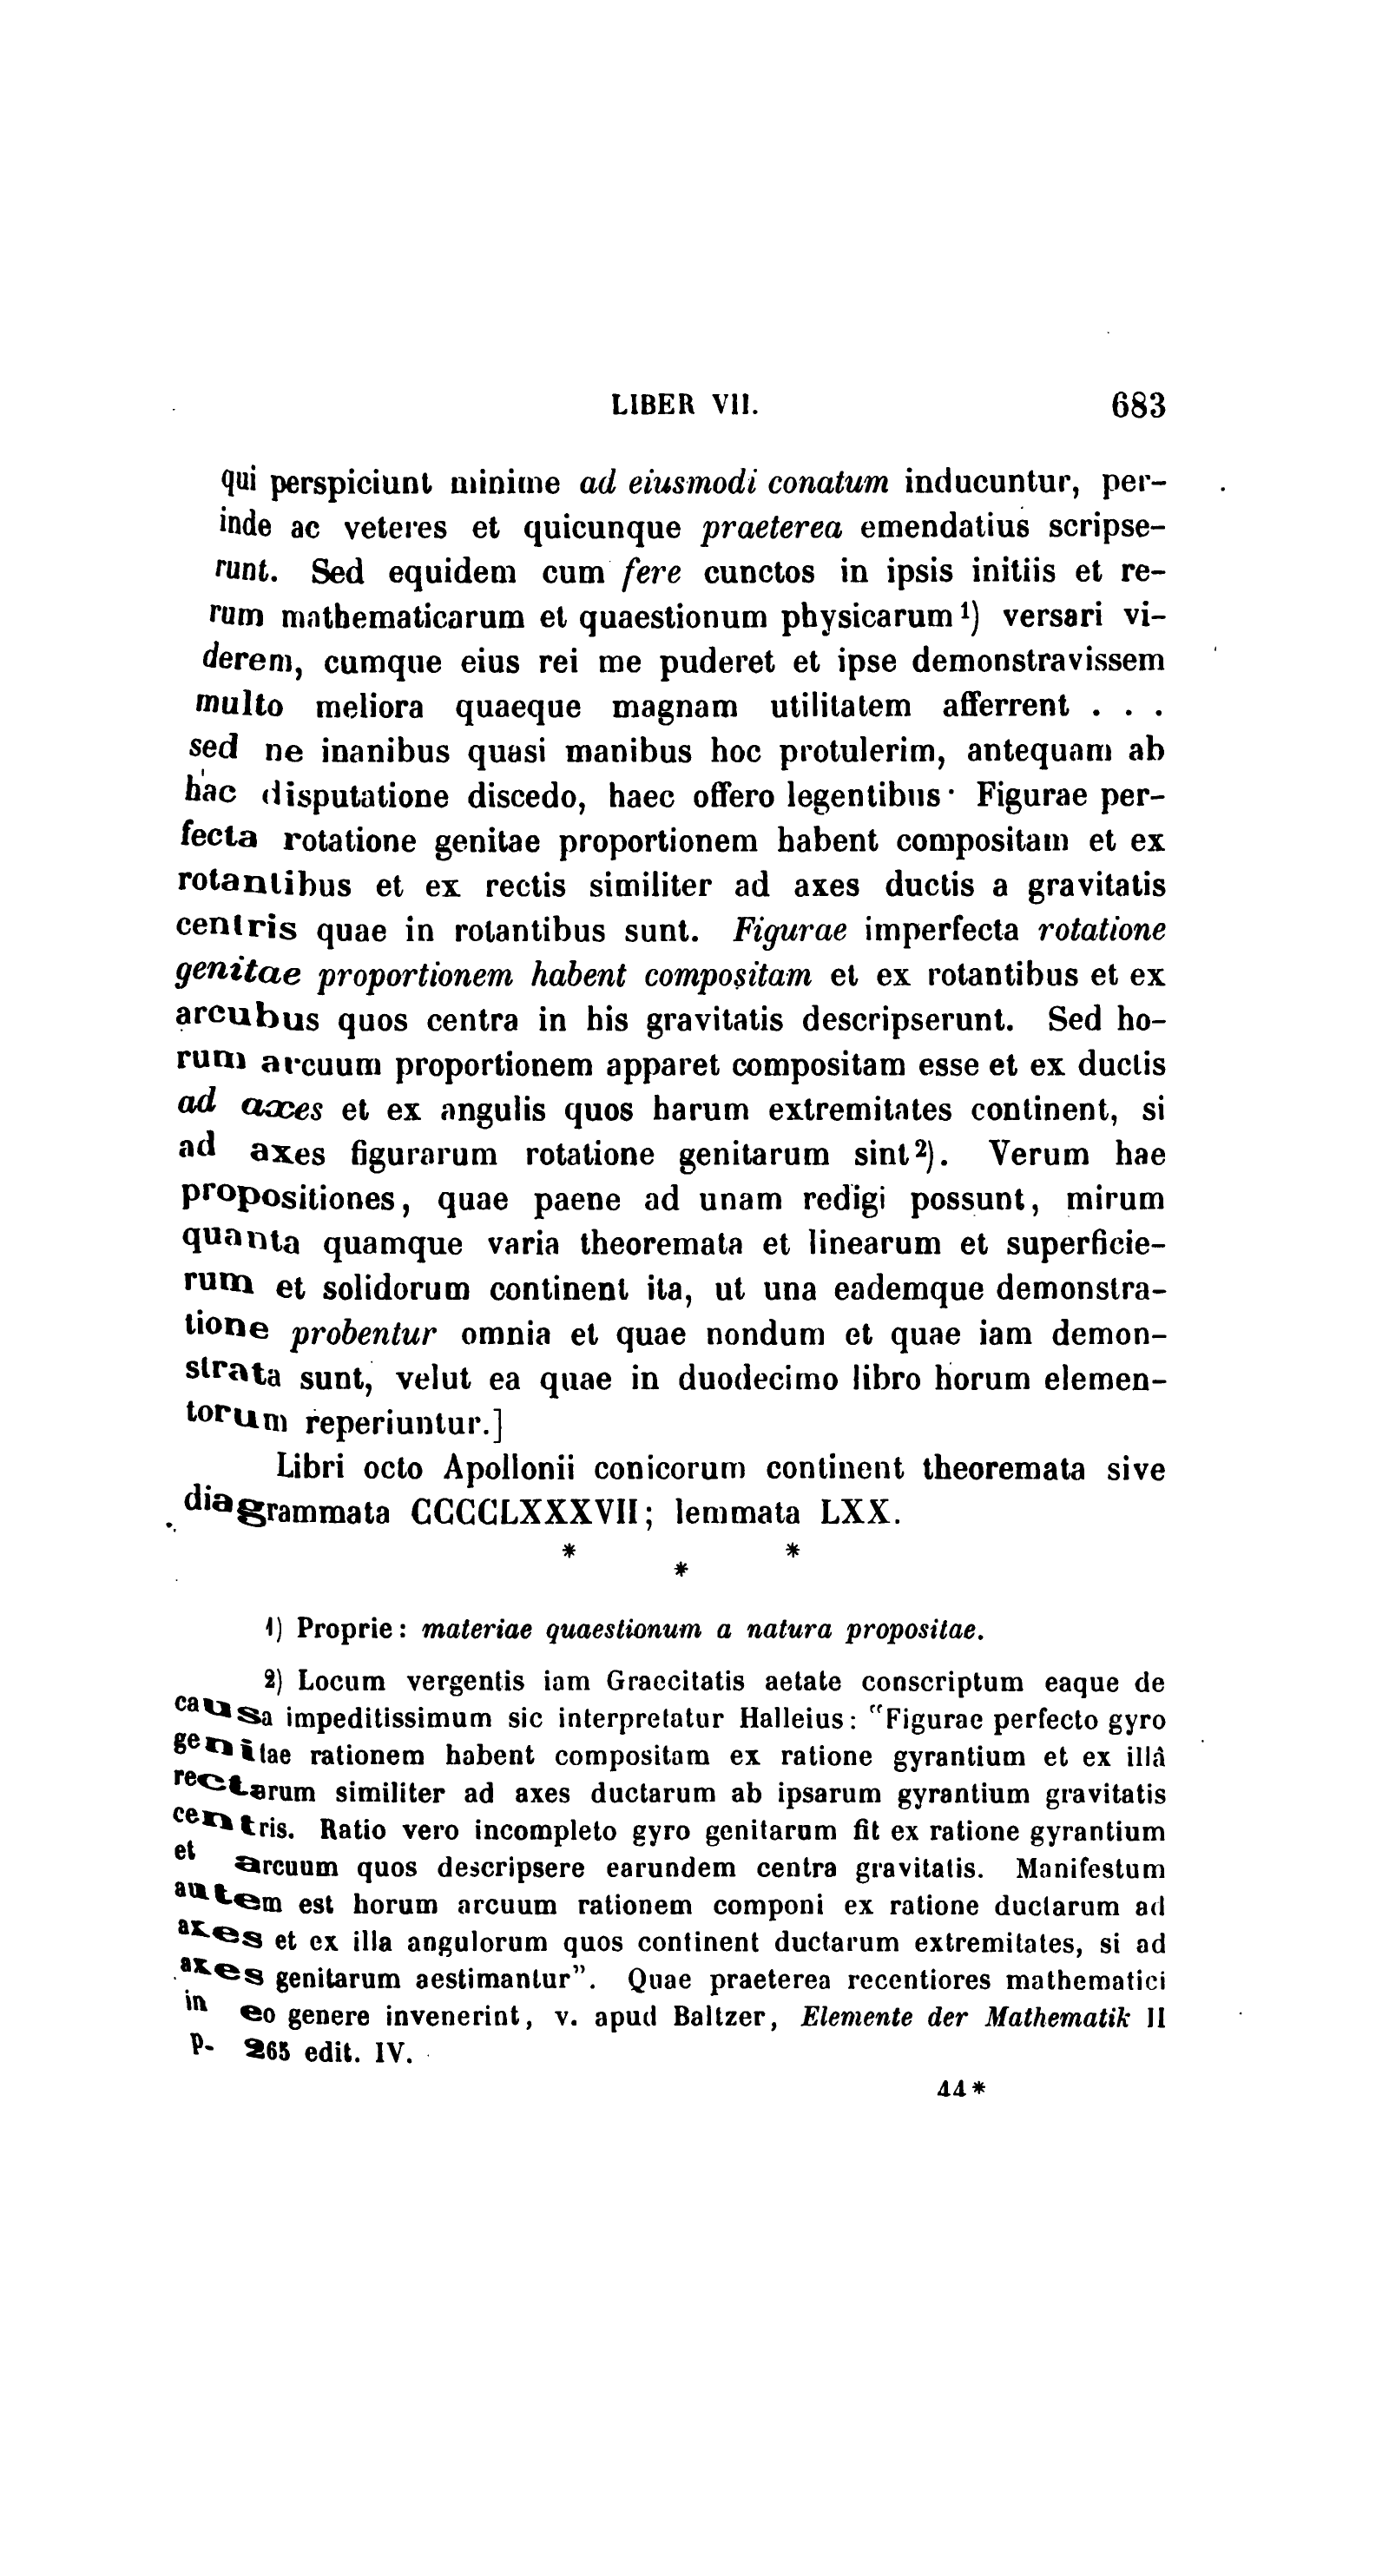 LIBER VII. 683
qui perspiciunt minime ad eiusmodi conatum inducuntur, per-
inde ac veteres et quicunque praeterea emendatius scripse-
runt. Sed equidem cum fere cunctos in ipsis initiis et re-
rum mathematicarum et quaestionum physicarum 1) versari vi-
derem, cumque eius rei me puderet et ipse demonstravissem
multo meliora quaeque magnam utilitatem afferrent . . .
sed ne inanibus quasi manibus hoc protulerim, antequam ab
hac disputatione discedo, haec offero legentibus· Figurae per-
fecta rotatione genitae proportionem habent compositam et ex
rotantibus et ex rectis similiter ad axes ductis a gravitatis
centris quae in rotantibus sunt. Figurae imperfecta rotatione
genitae proportionem habent compositam et ex rotantibus et ex
arcubus quos centra in his gravitatis descripserunt. Sed ho-
rum arcuum proportionem apparet compositam esse et ex ductis
ad axes et ex angulis quos harum extremitates continent, si
ad axes figurarum rotatione genitarum sint 2). Verum hae
propositiones, quae paene ad unam redigi possunt, mirum
quanta quamque varia theoremata et linearum et superficie-
rum et solidorum continent ita, ut una eademque demonstra-
tione probentur omnia et quae nondum et quae iam demon-
strata sunt, velut ea quae in duodecimo libro horum elemen-
torum reperiuntur.]
Libri octo Apollonii conicorum continent theoremata sive
diagrammata CCCCLXXXVII; lemmata LXX.
* * *
1) Proprie: materiae quaestionum a natura propositae.
2) Locum vergentis iam Graecitatis aetate conscriptum eaque de
causa impeditissimum sic interpretatur Halleius: "Figurae perfecto gyro
genitae rationem habent compositam ex ratione gyrantium et ex illâ
rectarum similiter ad axes ductarum ab ipsarum gyrantium gravitatis
centris. Ratio vero incompleto gyro genitarum fit ex ratione gyrantium
et arcuum quos descripsere earundem centra gravitatis. Manifestum
autem est horum arcuum rationem componi ex ratione ductarum ad
axes et ex illa angulorum quos continent ductarum extremitates, si ad
axes genitarum aestimantur". Quae praeterea recentiores mathematici
in eo genere invenerint, v. apud Baltzer, Elemente der Mathematik II
p. 265 edit. IV.
44*